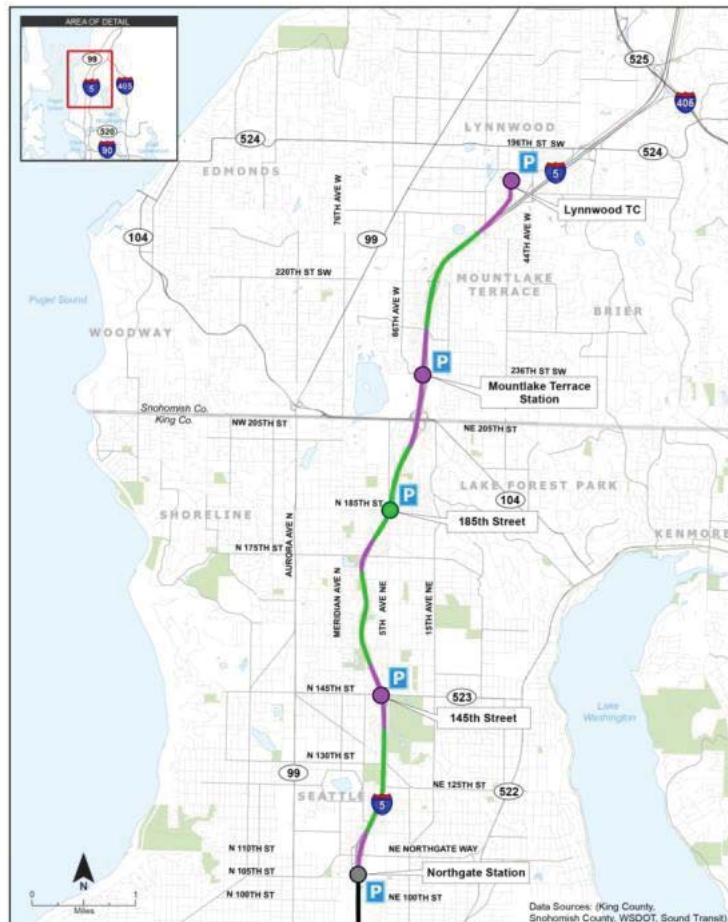 AREA OF DETAIL
99
5
405
520
90
525
405
LYNNWOOD
196TH ST SW
524
524
P
5
EDMONDS
Lynnwood TC
76TH AVE W
44TH AVE W
104
99
220TH ST SW
MOUNTLAKE
TERRACE
66TH AVE W
BRIER
Puget Sound
WOODWAY
P
236TH ST SW
Mountlake Terrace
Station
Snohomish Co.
King Co.
NW 205TH ST
NE 205TH ST
LAKE FOREST PARK
P
104
N 185TH ST
185th Street
SHORELINE
KENMORE
N 175TH ST
AURORA AVE N
MERIDIAN AVE N
5TH AVE NE
15TH AVE NE
P
N 145TH ST
523
145th Street
Lake
Washington
N 130TH ST
99
NE 125TH ST
522
SEATTLE
5
N 110TH ST
NE NORTHGATE WAY
N 105TH ST
Northgate Station
N
N 100TH ST
P
NE 100TH ST
0
1
Miles
Data Sources: (King County,
Snohomish County, WSDOT, Sound Transit)